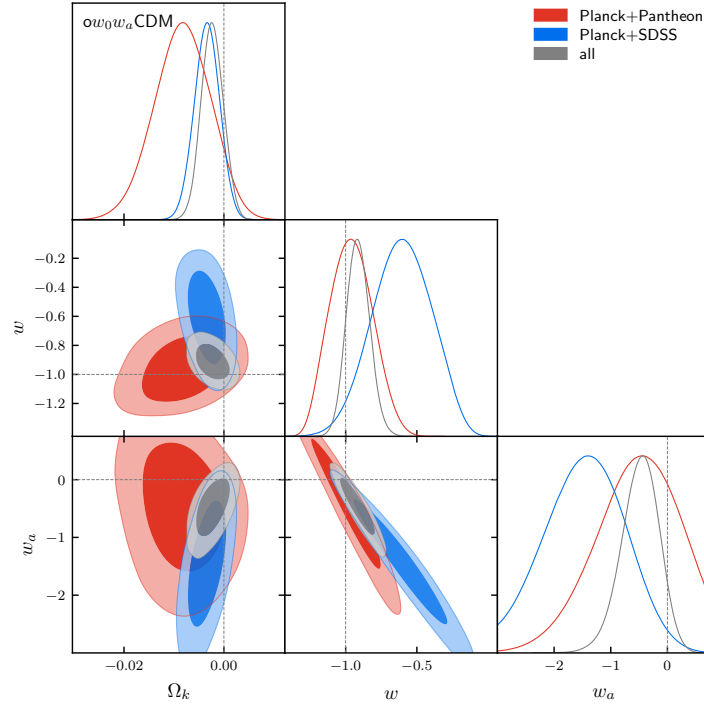 ow₀wₐCDM
Planck+Pantheon
Planck+SDSS
all
w
−0.2
−0.4
−0.6
−0.8
−1.0
−1.2
wₐ
0
−1
−2
−0.02
0.00
Ωₖ
−1.0
−0.5
w
−2
−1
0
wₐ